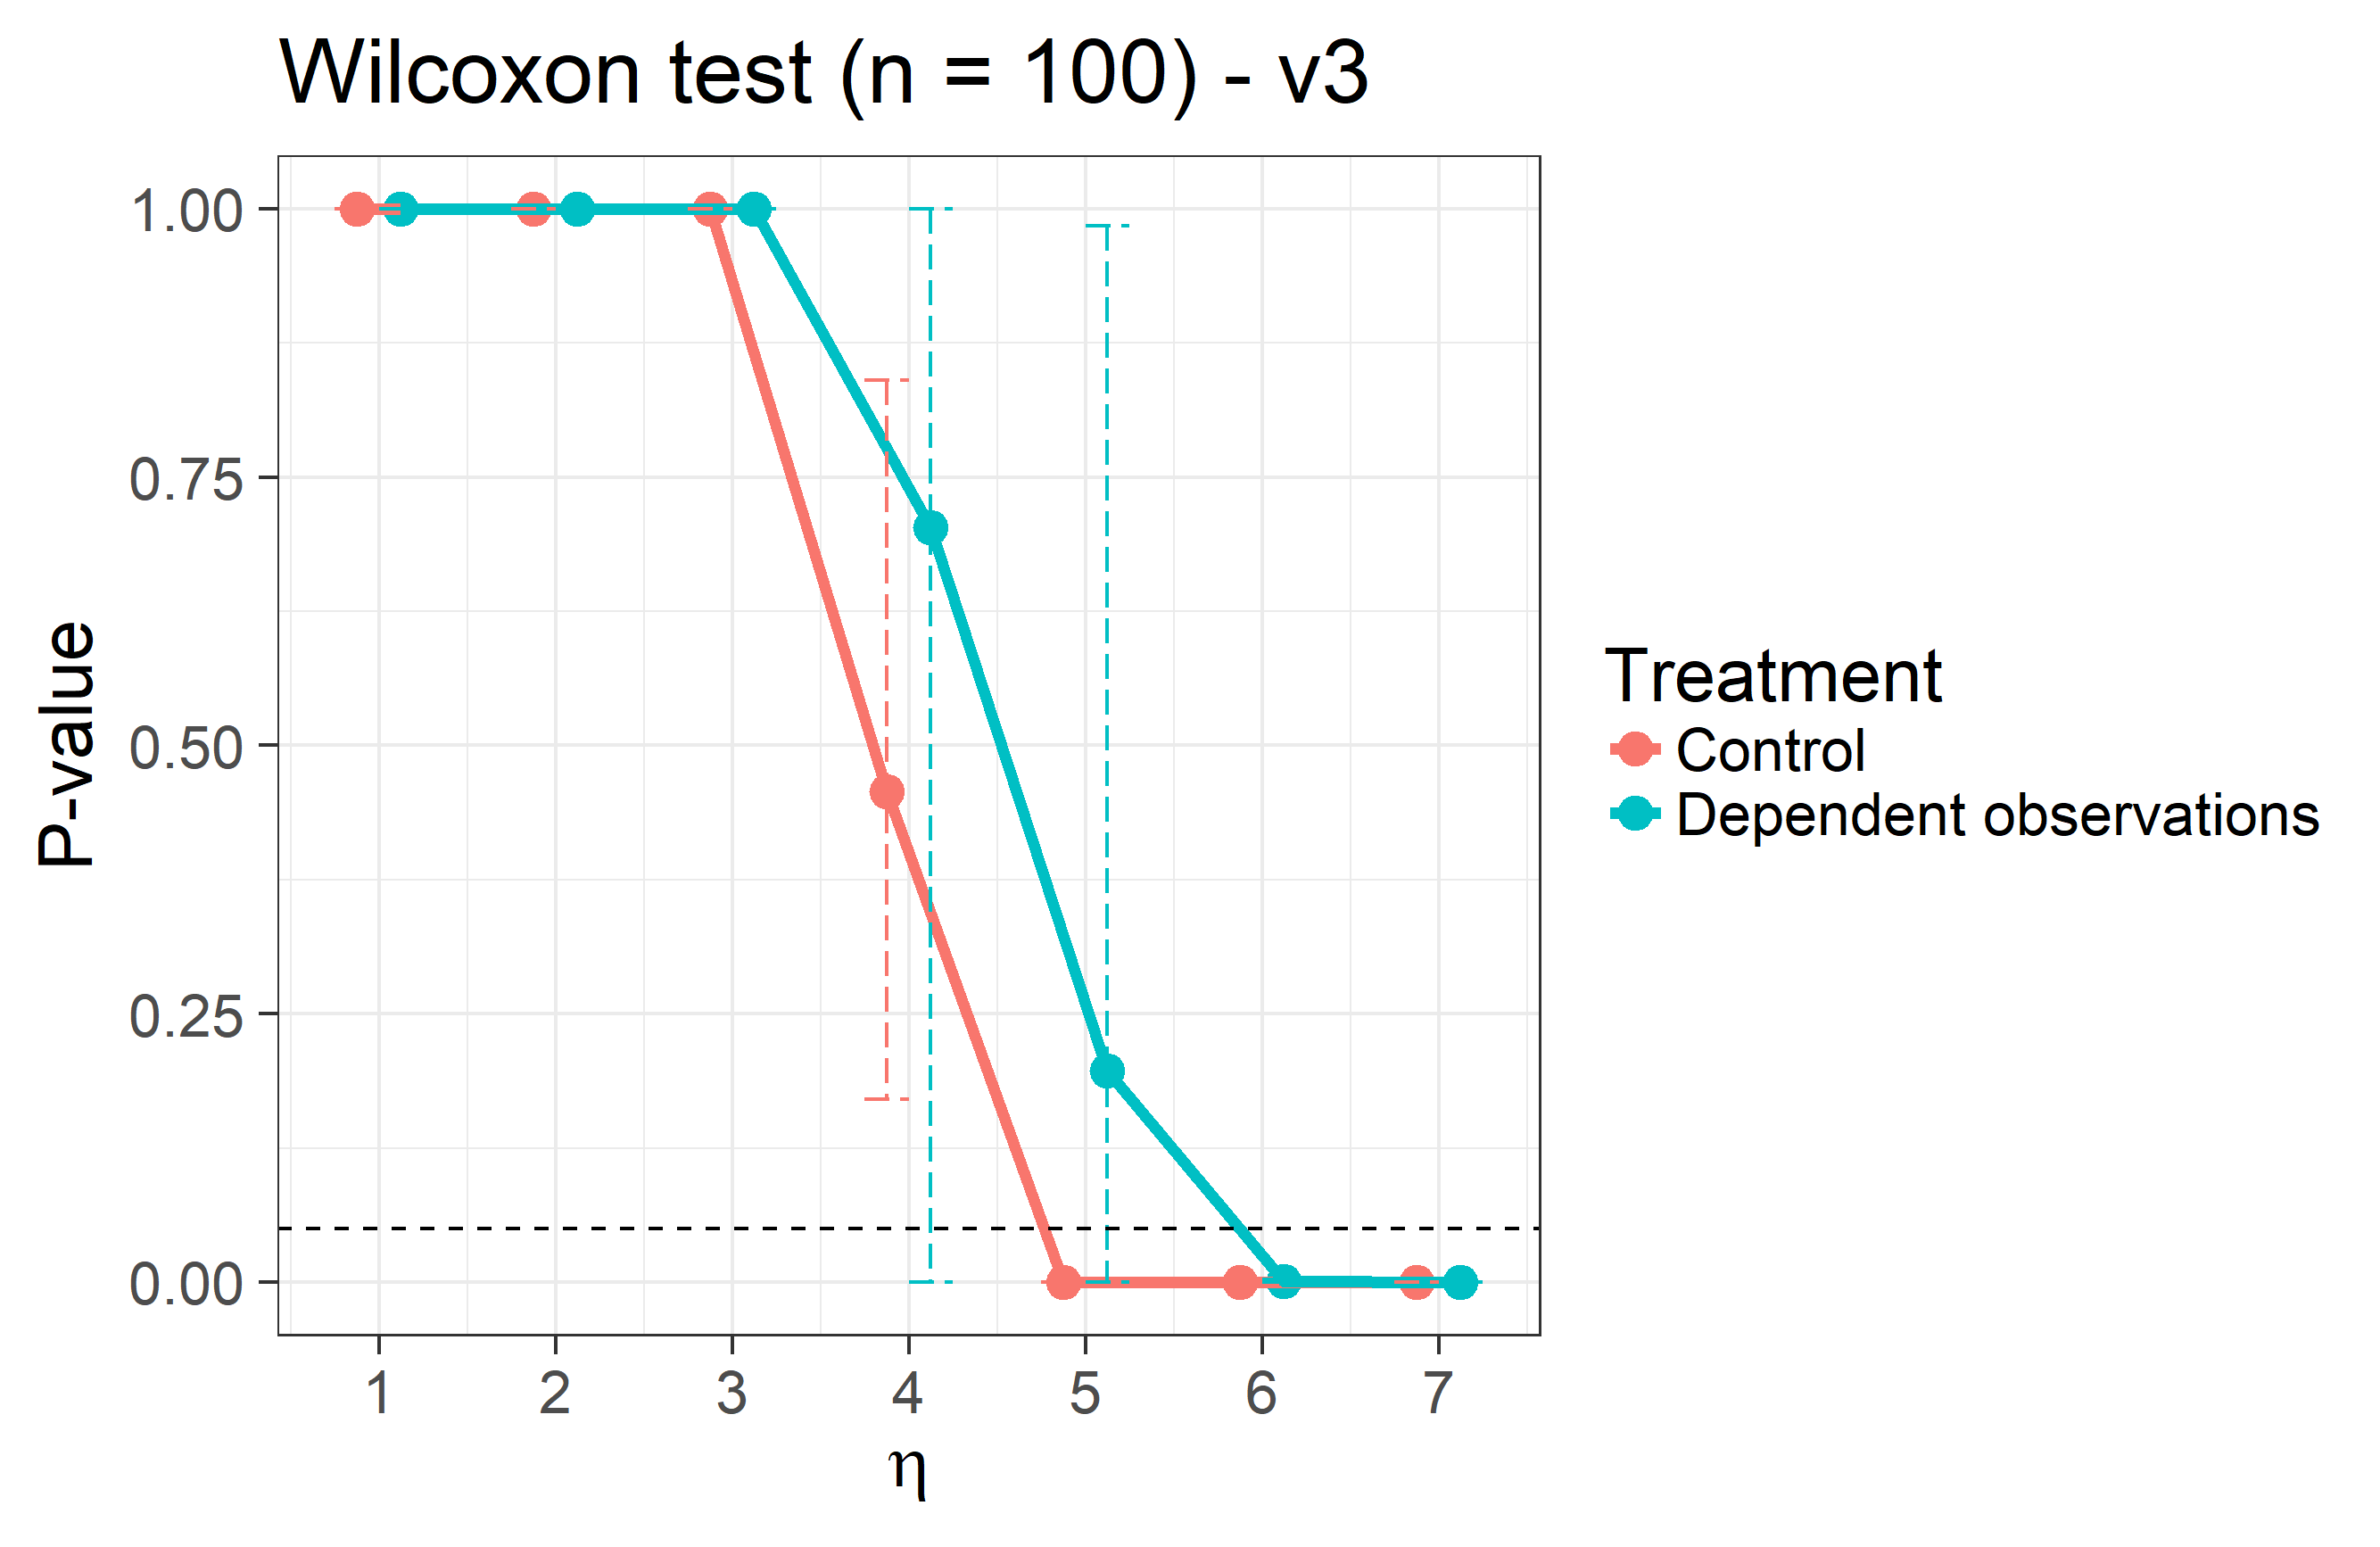 Wilcoxon test (n = 100) - v3
P-value
1.00
0.75
0.50
0.25
0.00
1 2 3 4 5 6 7
η
Treatment
Control
Dependent observations